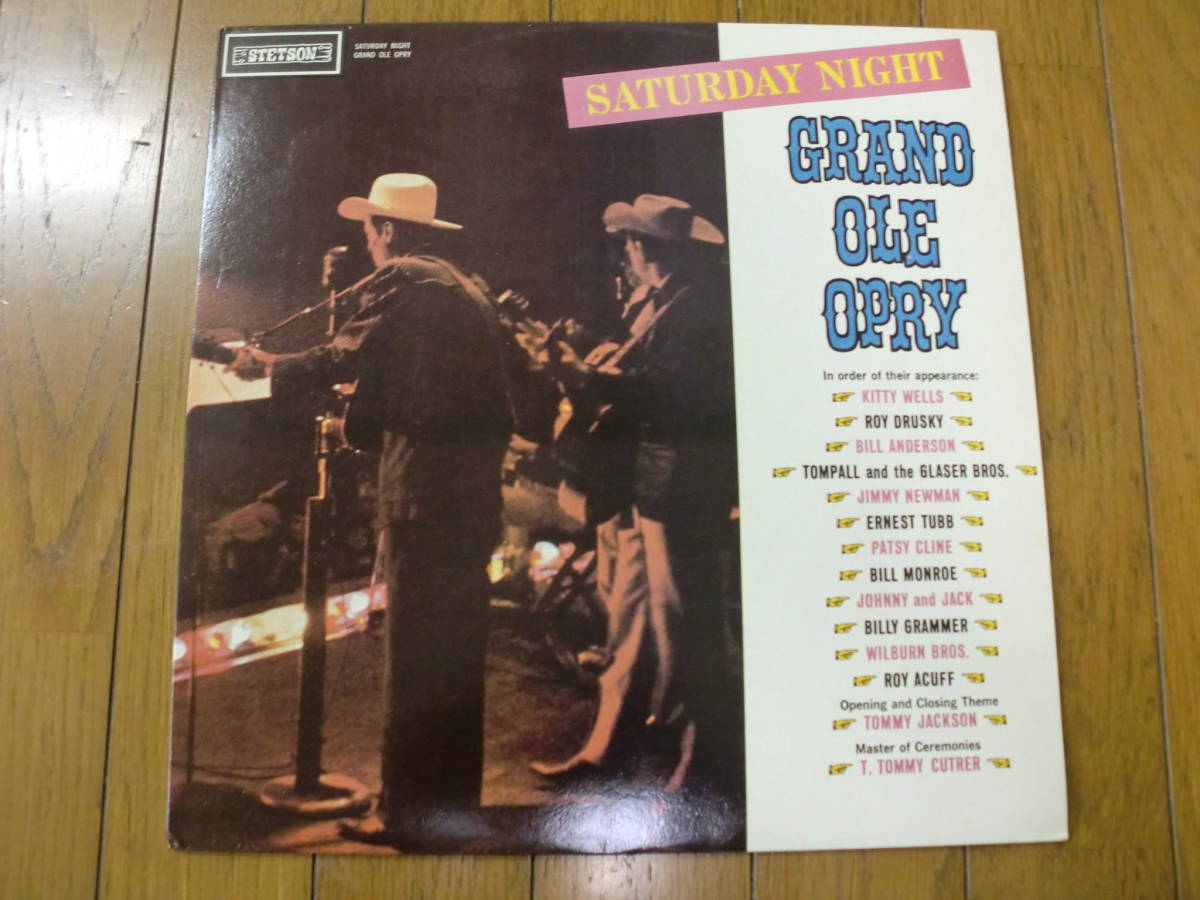 STETSON
SATURDAY NIGHT
GRAND OLE OPRY
SATURDAY NIGHT
GRAND
OLE
OPRY
In order of their appearance:
KITTY WELLS
ROY DRUSKY
BILL ANDERSON
TOMPALL and the GLASER BROS.
JIMMY NEWMAN
ERNEST TUBB
PATSY CLINE
BILL MONROE
JOHNNY and JACK
BILLY GRAMMER
WILBURN BROS.
ROY ACUFF
Opening and Closing Theme
TOMMY JACKSON
Master of Ceremonies
T. TOMMY CUTRER